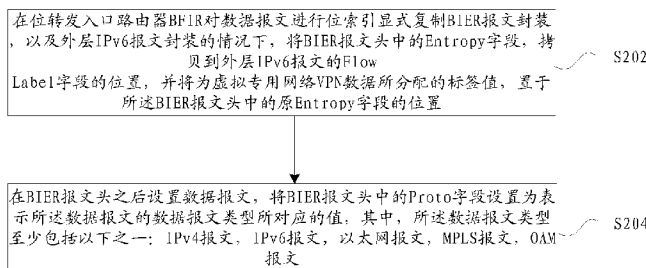 在位转发入口路由器BFIR对数据报文进行位索引显式复制BIER报文封装
，以及外层IPv6报文封装的情况下，将BIER报文头中的Entropy字段，拷
贝到外层IPv6报文的Flow
Label字段的位置，并将为虚拟专用网络VPN数据所分配的标签值，置于
所述BIER报文头中的原Entropy字段的位置
S202
在BIER报文头之后设置数据报文，将BIER报文头中的Proto字段设置为表
示所述数据报文的数据报文类型所对应的值，其中，所述数据报文类型
至少包括以下之一：IPv4报文，IPv6报文，以太网报文，MPLS报文，OAM
报文
S204